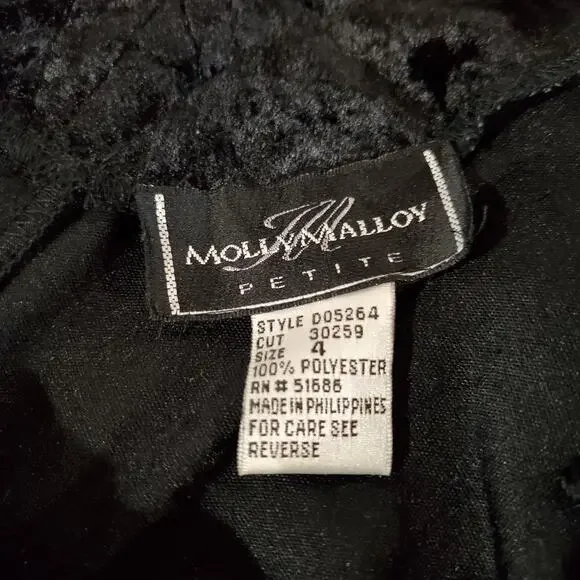 MOLLY MALLOY
PETITE
STYLE D05264
CUT 30259
SIZE 4
100% POLYESTER
RN # 51686
MADE IN PHILIPPINES
FOR CARE SEE
REVERSE